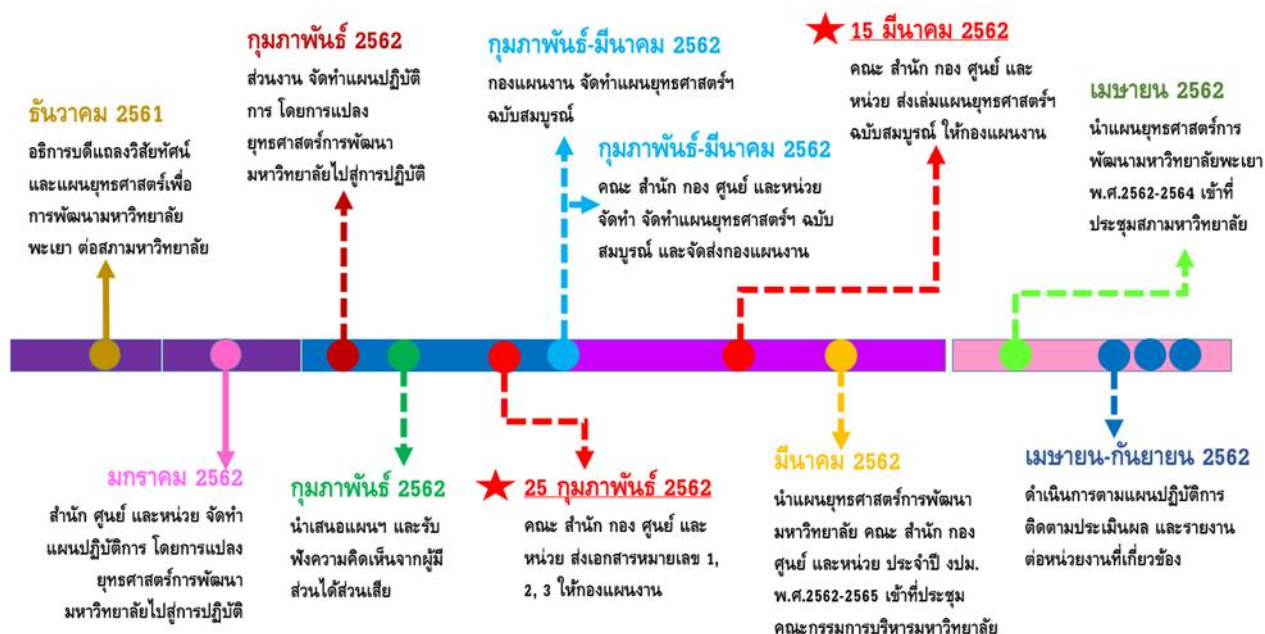 ธันวาคม 2561
อธิการบดีแถลงวิสัยทัศน์
และแผนยุทธศาสตร์เพื่อ
การพัฒนามหาวิทยาลัย
พะเยา ต่อสภามหาวิทยาลัย
กุมภาพันธ์ 2562
ส่วนงาน จัดทำแผนปฏิบัติ
การ โดยการแปลง
ยุทธศาสตร์การพัฒนา
มหาวิทยาลัยไปสู่การปฏิบัติ
กุมภาพันธ์-มีนาคม 2562
กองแผนงาน จัดทำแผนยุทธศาสตร์ฯ
ฉบับสมบูรณ์
กุมภาพันธ์-มีนาคม 2562
คณะ สำนัก กอง ศูนย์ และหน่วย
จัดทำ จัดทำแผนยุทธศาสตร์ฯ ฉบับ
สมบูรณ์ และจัดส่งกองแผนงาน
15 มีนาคม 2562
คณะ สำนัก กอง ศูนย์ และ
หน่วย ส่งเล่มแผนยุทธศาสตร์ฯ
ฉบับสมบูรณ์ ให้กองแผนงาน
เมษายน 2562
นำแผนยุทธศาสตร์การ
พัฒนามหาวิทยาลัยพะเยา
พ.ศ.2562-2564 เข้าที่
ประชุมสภามหาวิทยาลัย
มกราคม 2562
สำนัก ศูนย์ และหน่วย จัดทำ
แผนปฏิบัติการ โดยการแปลง
ยุทธศาสตร์การพัฒนา
มหาวิทยาลัยไปสู่การปฏิบัติ
กุมภาพันธ์ 2562
นำเสนอแผนฯ และรับ
ฟังความคิดเห็นจากผู้มี
ส่วนได้ส่วนเสีย
25 กุมภาพันธ์ 2562
คณะ สำนัก กอง ศูนย์ และ
หน่วย ส่งเอกสารหมายเลข 1,
2, 3 ให้กองแผนงาน
มีนาคม 2562
นำแผนยุทธศาสตร์การพัฒนา
มหาวิทยาลัย คณะ สำนัก กอง
ศูนย์ และหน่วย ประจำปี งปม.
พ.ศ.2562-2565 เข้าที่ประชุม
คณะกรรมการบริหารมหาวิทยาลัย
เมษายน-กันยายน 2562
ดำเนินการตามแผนปฏิบัติการ
ติดตามประเมินผล และรายงาน
ต่อหน่วยงานที่เกี่ยวข้อง